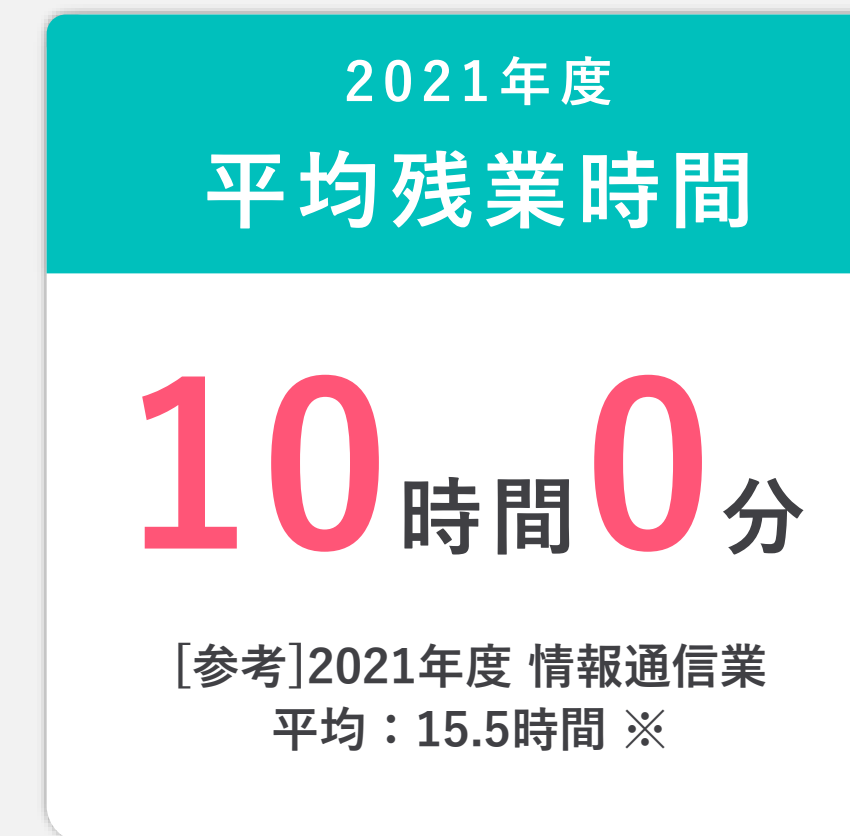 2021年度
平均残業時間
10時間0分
[参考]2021年度 情報通信業
平均：15.5時間 ※